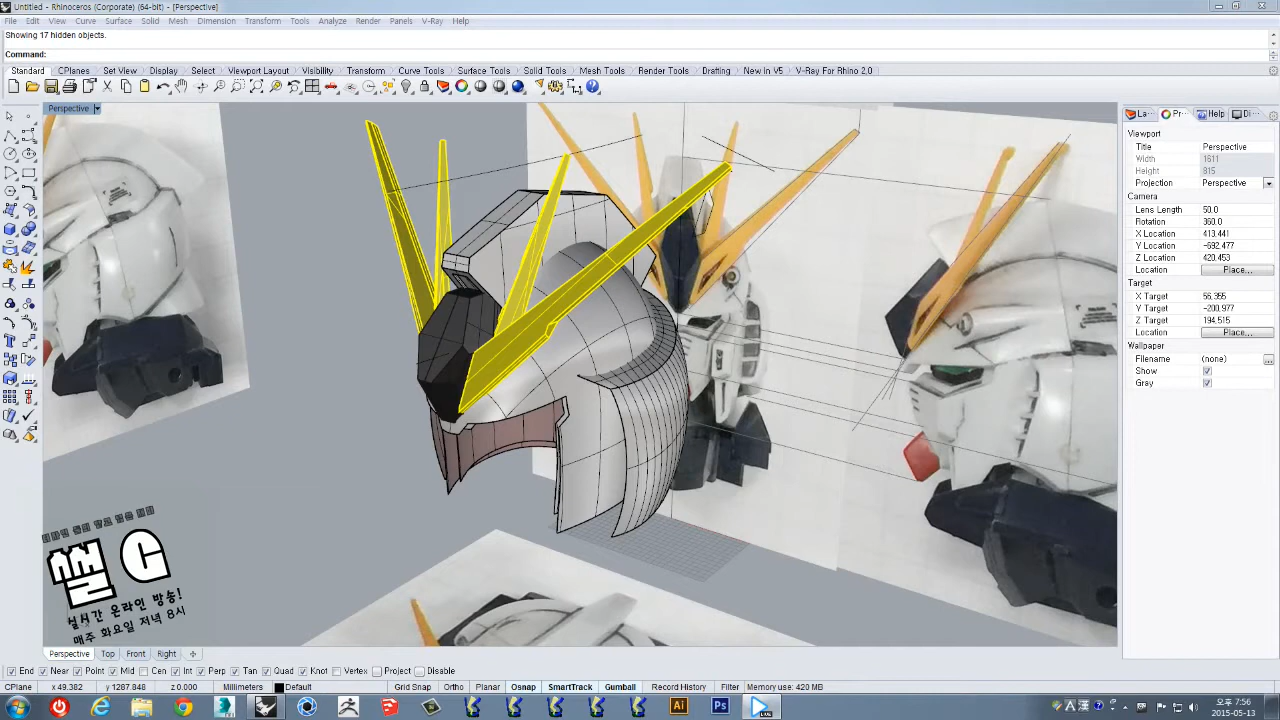 Untitled - Rhinoceros (Corporate) (64-bit) - [Perspective]
File Edit View Curve Surface Solid Mesh Dimension Transform Tools Analyze Render Panels V-Ray Help
Showing 17 hidden objects.
Command:
Standard CPlanes Set View Display Select Viewport Layout Visibility Transform Curve Tools Surface Tools Solid Tools Mesh Tools Render Tools Drafting New in V5 V-Ray For Rhino 2.0
Perspective
La... Pr... Help Di...
Viewport
Title Perspective
Width 1611
Height 815
Projection Perspective
Camera
Lens Length 50.0
Rotation 360.0
X Location 413.441
Y Location -692.477
Z Location 420.453
Location Place...
Target
X Target 56.355
Y Target -200.977
Z Target 194.515
Location Place...
Wallpaper
Filename (none) ...
Show
Gray
썰 G
실시간 온라인 방송!
매주 화요일 저녁 8시
Perspective Top Front Right
End Near Point Mid Cen Int Perp Tan Quad Knot Vertex Project Disable
CPlane x 49.382 y 1287.848 z 0.000 Millimeters Default Grid Snap Ortho Planar Osnap SmartTrack Gumball Record History Filter Memory use: 420 MB
Ai Ps LIVE A 오후 7:56
2015-05-13